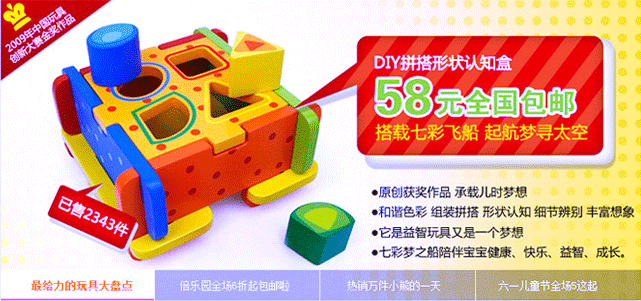 2009年中国玩具
创新大赛金奖作品
DIY拼搭形状认知盒
58元全国包邮
搭载七彩飞船 起航梦寻太空
●原创获奖作品 承载儿时梦想
●和谐色彩 组装拼搭 形状认知 细节辨别 丰富想象
●它是益智玩具又是一个梦想
●七彩梦之船陪伴宝宝健康、快乐、益智、成长。
已售2343件
最给力的玩具大盘点
倍乐园全场6折起包邮啦
热销万件小熊的一天
六一儿童节全场5这起